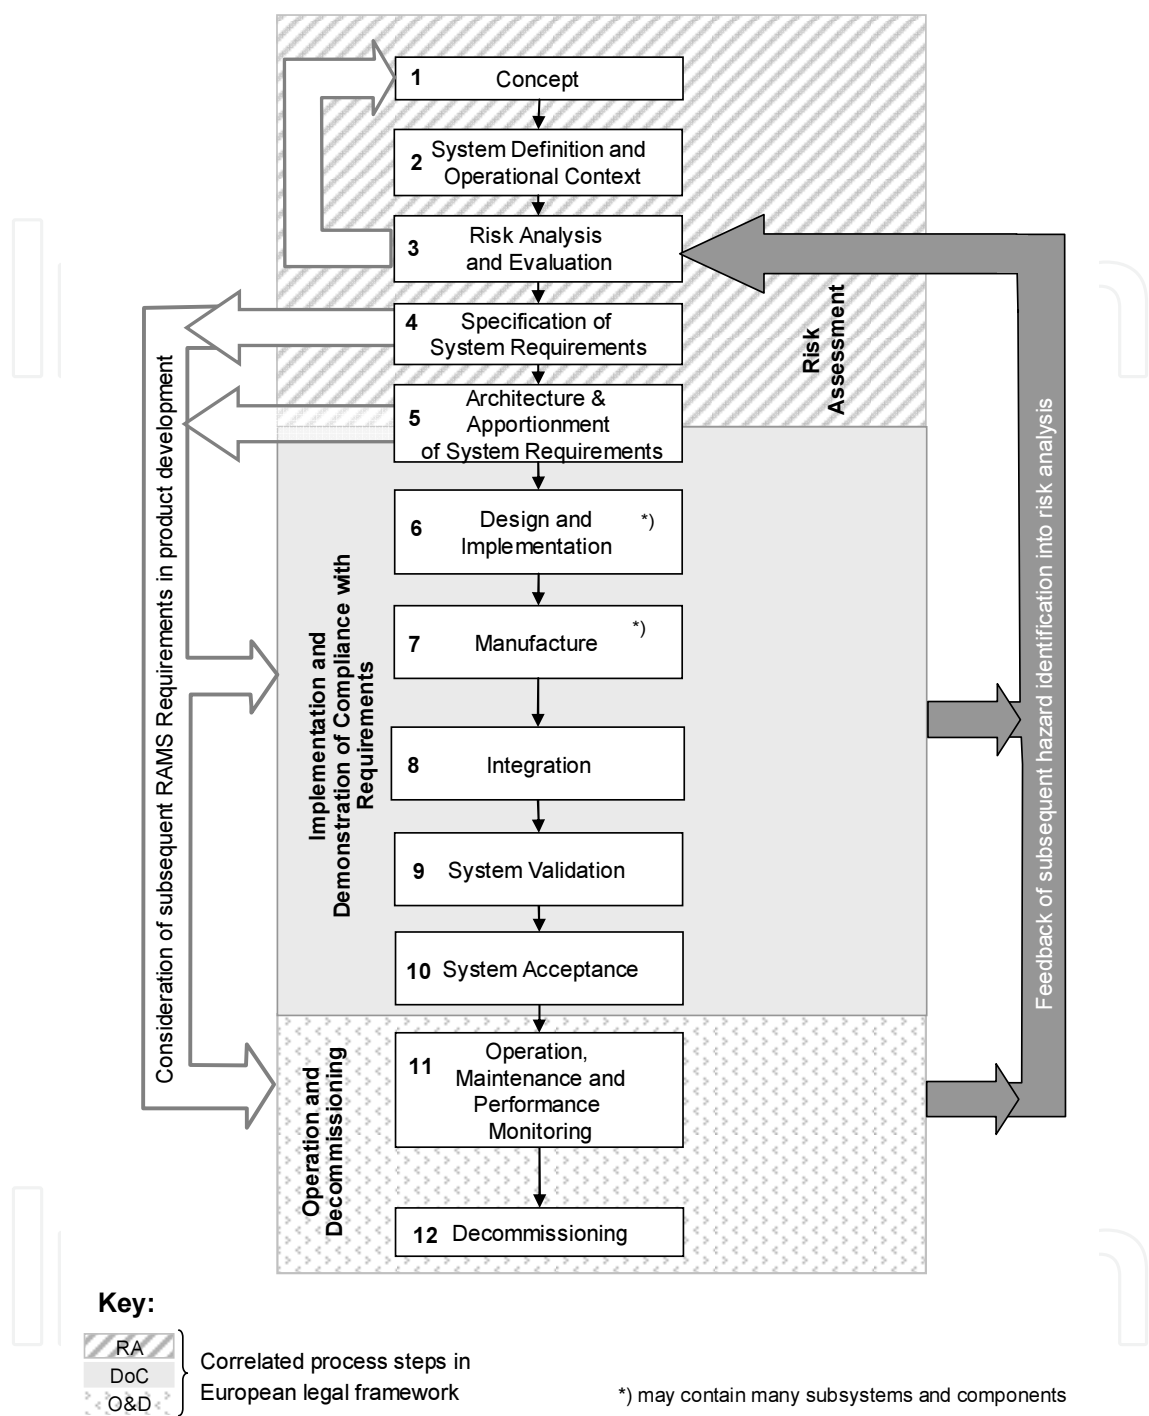 1 Concept
2 System Definition and
Operational Context
3 Risk Analysis
and Evaluation
4 Specification of
System Requirements
5 Architecture &
Apportionment
of System Requirements
Risk
Assessment
6 Design and *)
Implementation
7 Manufacture *)
8 Integration
9 System Validation
10 System Acceptance
Implementation and
Demonstration of Compliance with
Requirements
11 Operation,
Maintenance and
Performance
Monitoring
12 Decommissioning
Operation and
Decommissioning
Consideration of subsequent RAMS Requirements in product development
Feedback of subsequent hazard identification into risk analysis
Key:
RA
DoC
O&D
Correlated process steps in
European legal framework
*) may contain many subsystems and components